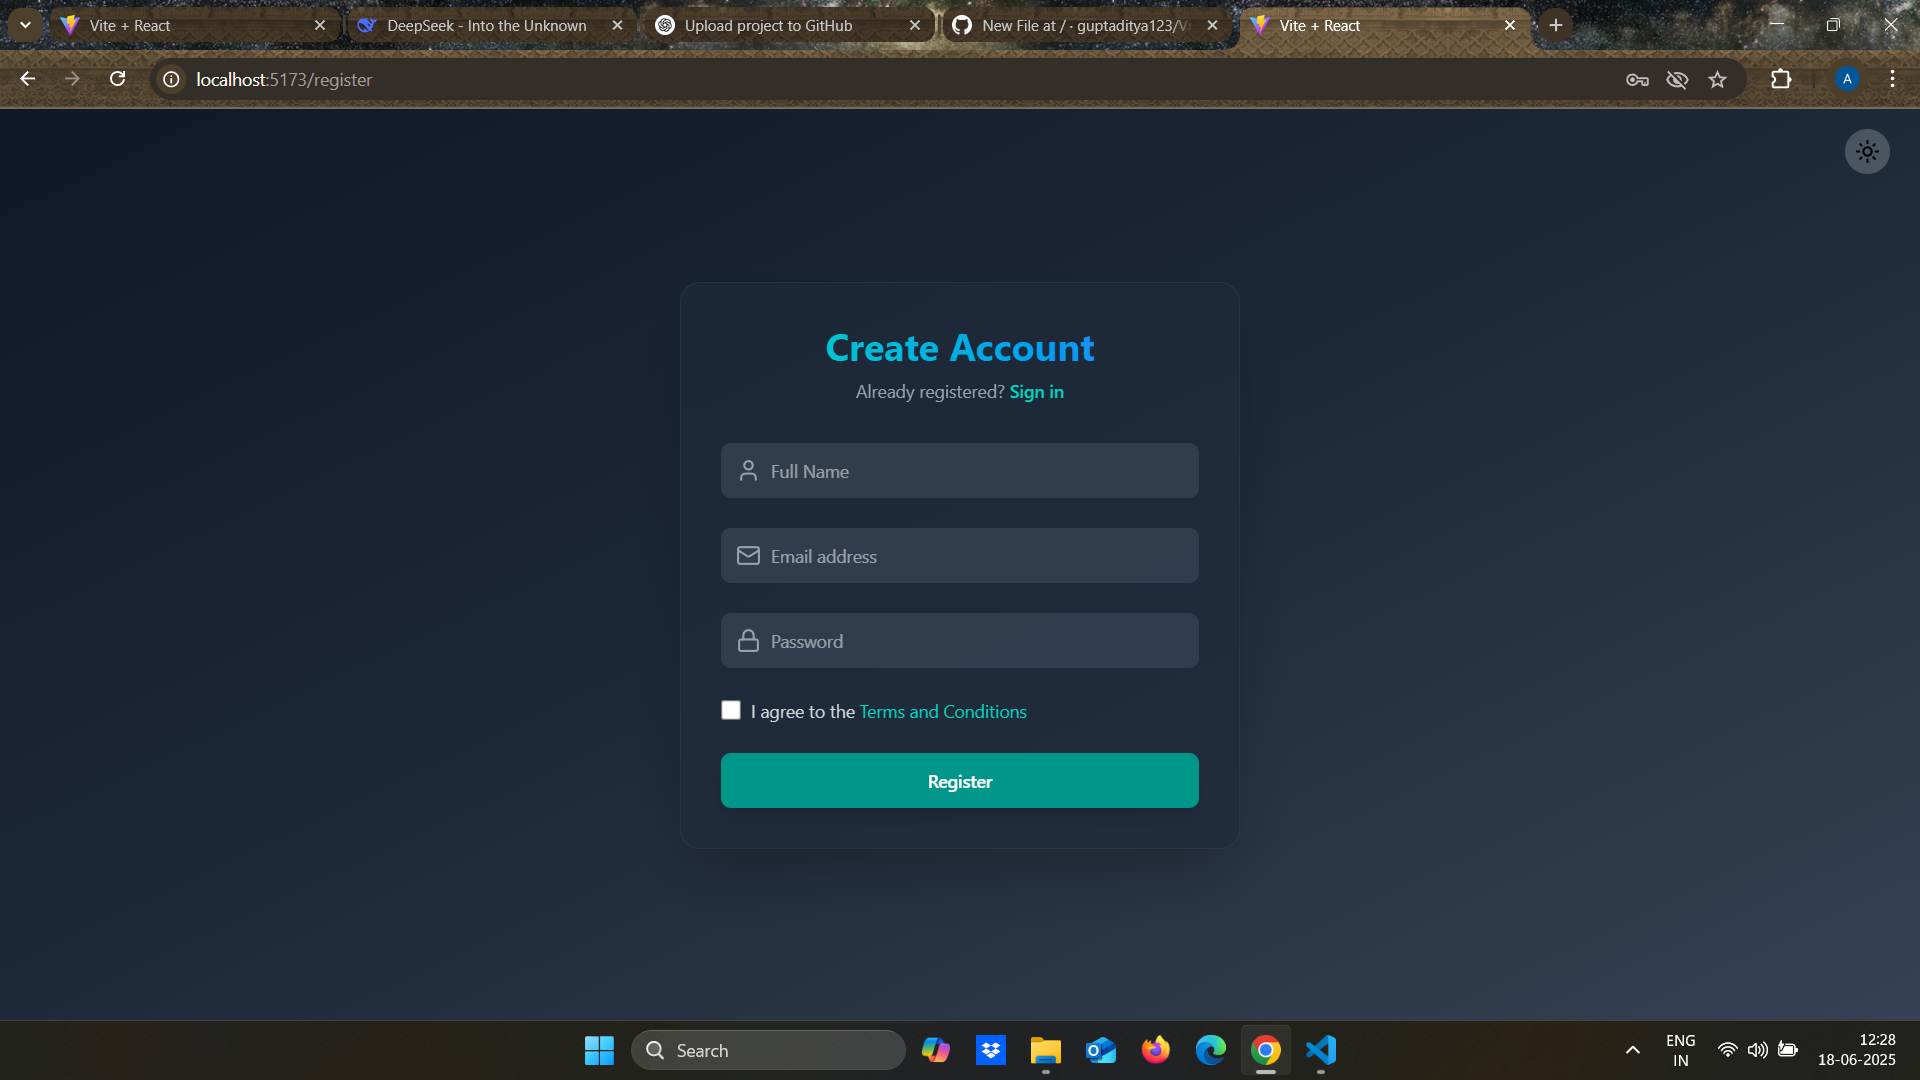 Vite + React
DeepSeek - Into the Unknown
Upload project to GitHub
New File at / · guptaditya123/V
Vite + React
localhost:5173/register
A
Create Account
Already registered? Sign in
Full Name
Email address
Password
I agree to the Terms and Conditions
Register
Search
ENG
IN
12:28
18-06-2025